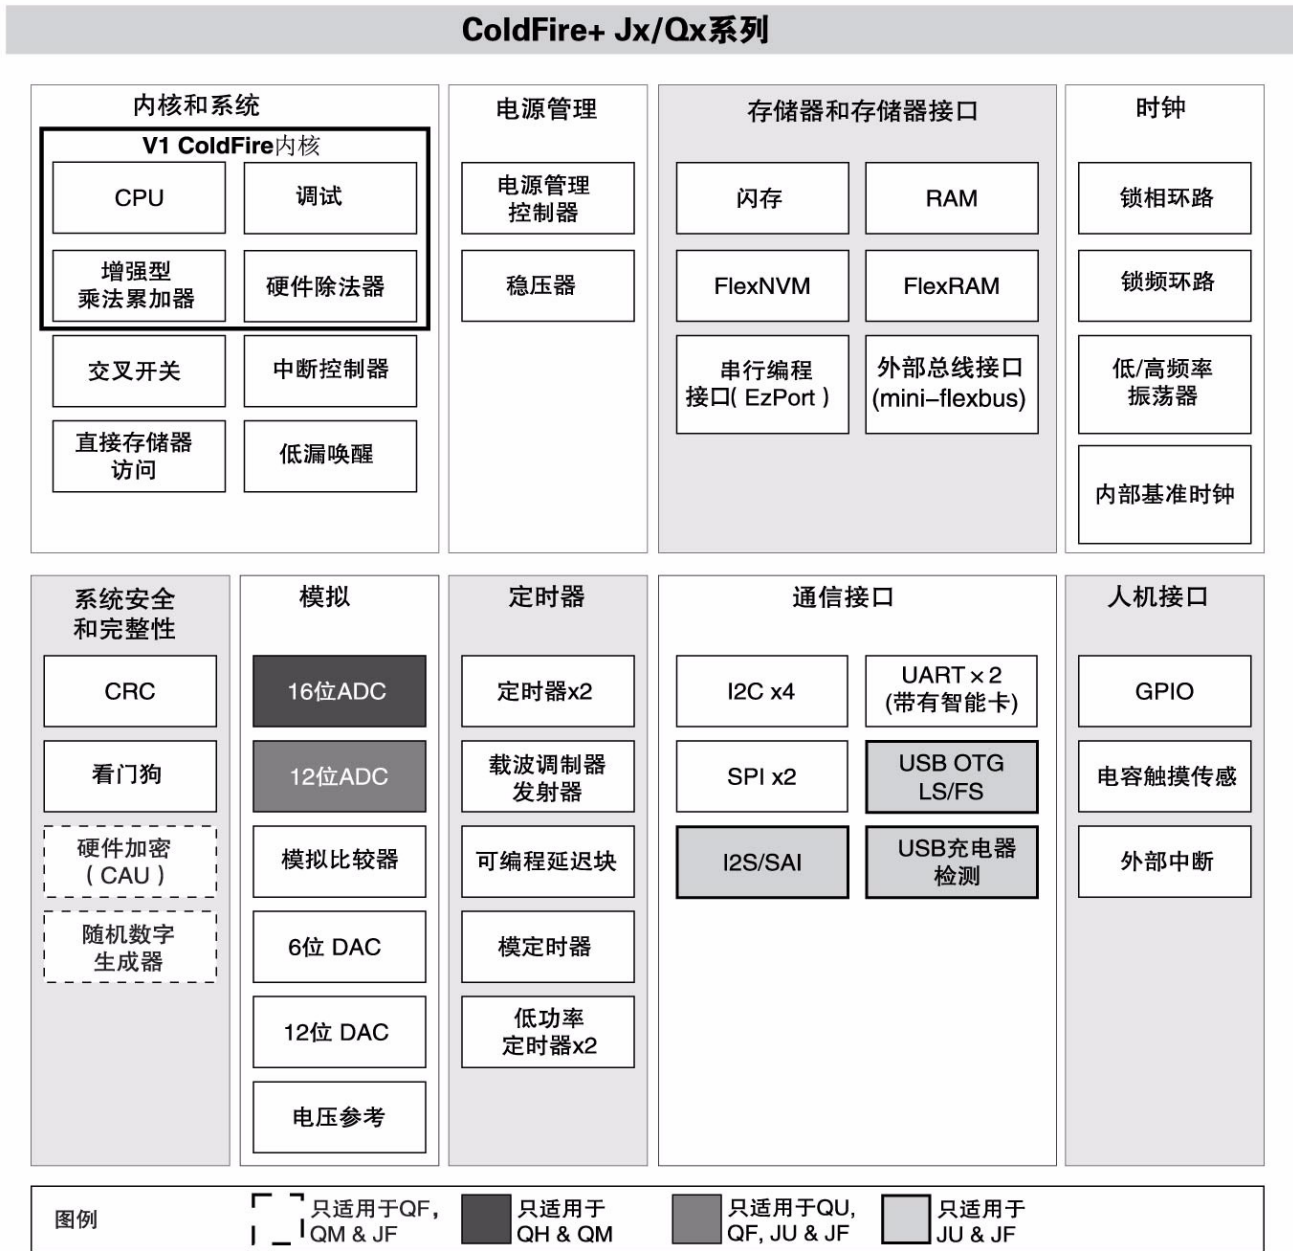 ColdFire+ Jx/Qx系列
内核和系统
V1 ColdFire内核
CPU
调试
增强型
乘法累加器
硬件除法器
交叉开关
中断控制器
直接存储器
访问
低漏唤醒
电源管理
电源管理
控制器
稳压器
存储器和存储器接口
闪存
RAM
FlexNVM
FlexRAM
串行编程
接口(EzPort)
外部总线接口
(mini-flexbus)
时钟
锁相环路
锁频环路
低/高频率
振荡器
内部基准时钟
系统安全
和完整性
CRC
看门狗
硬件加密
(CAU)
随机数字
生成器
模拟
16位ADC
12位ADC
模拟比较器
6位 DAC
12位 DAC
电压参考
定时器
定时器x2
载波调制器
发射器
可编程延迟块
模定时器
低功率
定时器x2
通信接口
I2C x4
UART×2
(带有智能卡)
SPI x2
USB OTG
LS/FS
I2S/SAI
USB充电器
检测
人机接口
GPIO
电容触摸传感
外部中断
图例
只适用于QF,
QM & JF
只适用于
QH & QM
只适用于QU,
QF, JU & JF
只适用于
JU & JF